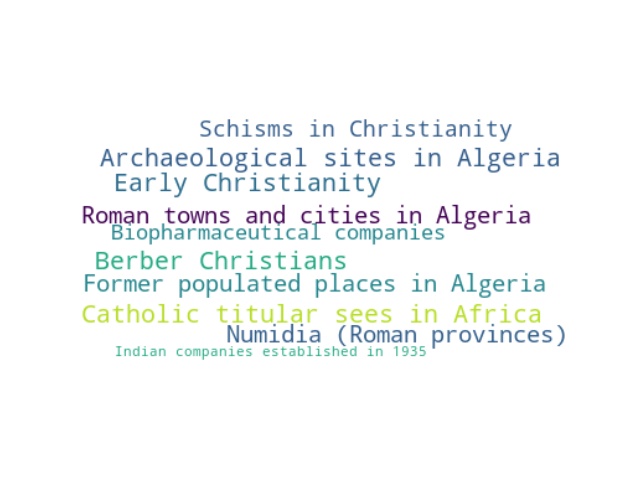 Schisms in Christianity
Archaeological sites in Algeria
Early Christianity
Roman towns and cities in Algeria
Biopharmaceutical companies
Berber Christians
Former populated places in Algeria
Catholic titular sees in Africa
Numidia (Roman provinces)
Indian companies established in 1935